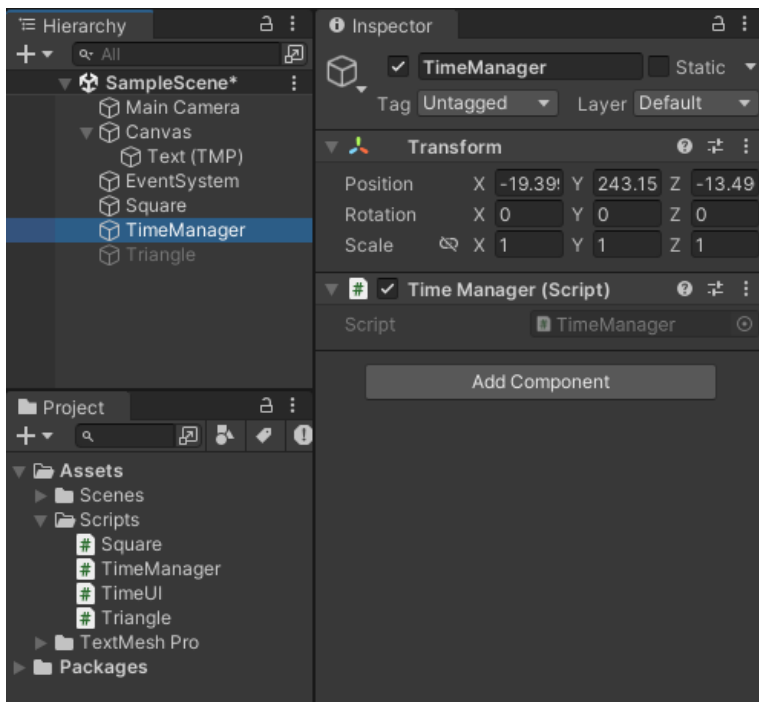 Hierarchy
All
SampleScene*
Main Camera
Canvas
Text (TMP)
EventSystem
Square
TimeManager
Triangle
Project
Assets
Scenes
Scripts
Square
TimeManager
TimeUI
Triangle
TextMesh Pro
Packages
Inspector
TimeManager Static
Tag Untagged Layer Default
Transform
Position X -19.39 Y 243.15 Z -13.49
Rotation X 0 Y 0 Z 0
Scale X 1 Y 1 Z 1
# Time Manager (Script)
Script TimeManager
Add Component